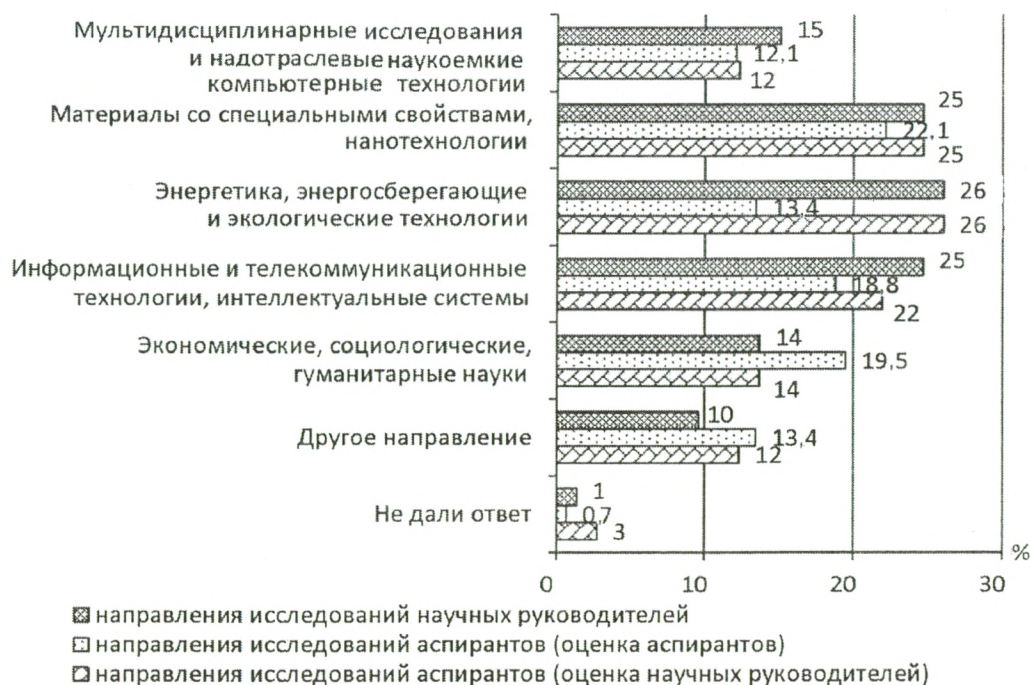 Мультидисциплинарные исследования
и надотраслевые наукоемкие
компьютерные технологии
15
12,1
12
Материалы со специальными свойствами,
нанотехнологии
25
22,1
25
Энергетика, энергосберегающие
и экологические технологии
26
13,4
26
Информационные и телекоммуникационные
технологии, интеллектуальные системы
25
18,8
22
Экономические, социологические,
гуманитарные науки
14
19,5
14
Другое направление
10
13,4
12
Не дали ответ
1
0,7
3
%
0 10 20 30
направления исследований научных руководителей
направления исследований аспирантов (оценка аспирантов)
направления исследований аспирантов (оценка научных руководителей)